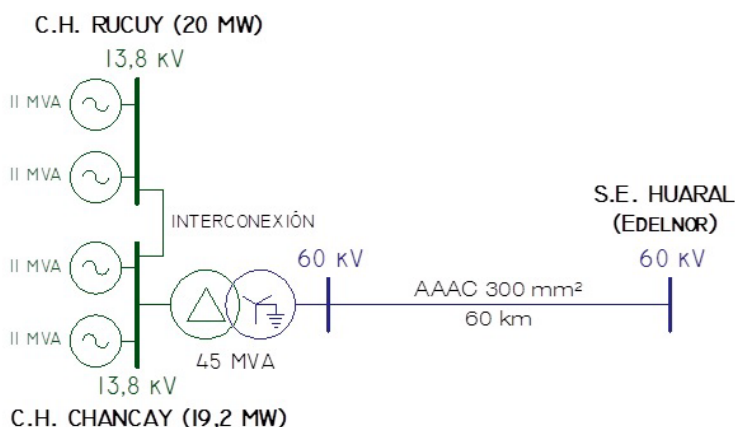 C.H. RUCUY (20 MW)
13,8 KV
11 MVA
11 MVA
INTERCONEXIÓN
11 MVA
11 MVA
45 MVA
13,8 KV
C.H. CHANCAY (19,2 MW)
60 KV
AAAC 300 mm²
60 km
S.E. HUARAL
(EDELNOR)
60 KV